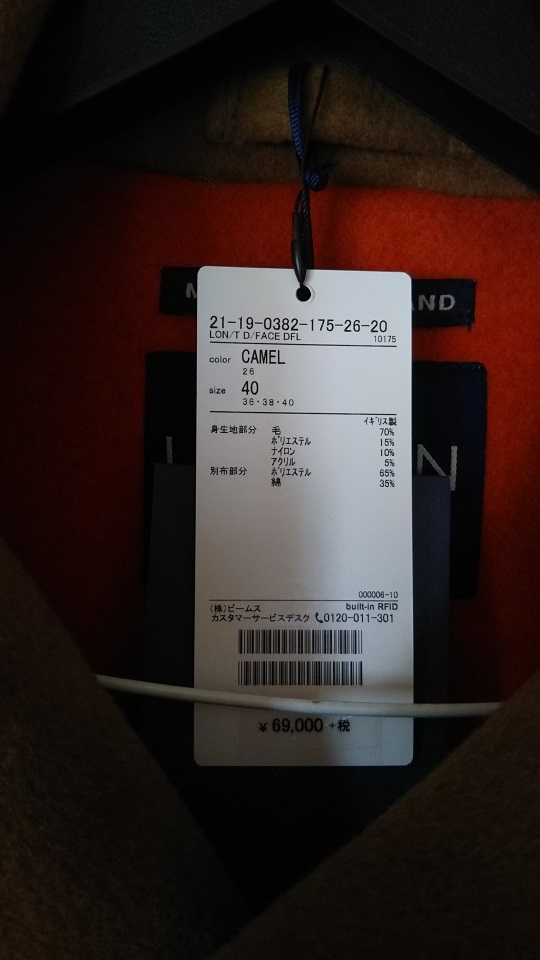 M AND
21-19-0382-175-26-20
LON/T D/FACE DFL 10175
color CAMEL
26
size 40
36・38・40
イギリス製
身生地部分 毛 70%
ポリエステル 15%
ナイロン 10%
アクリル 5%
別布部分 ポリエステル 65%
綿 35%
N
000006-10
(株)ビームス built-in RFID
カスタマーサービスデスク 0120-011-301
¥ 69,000 +税